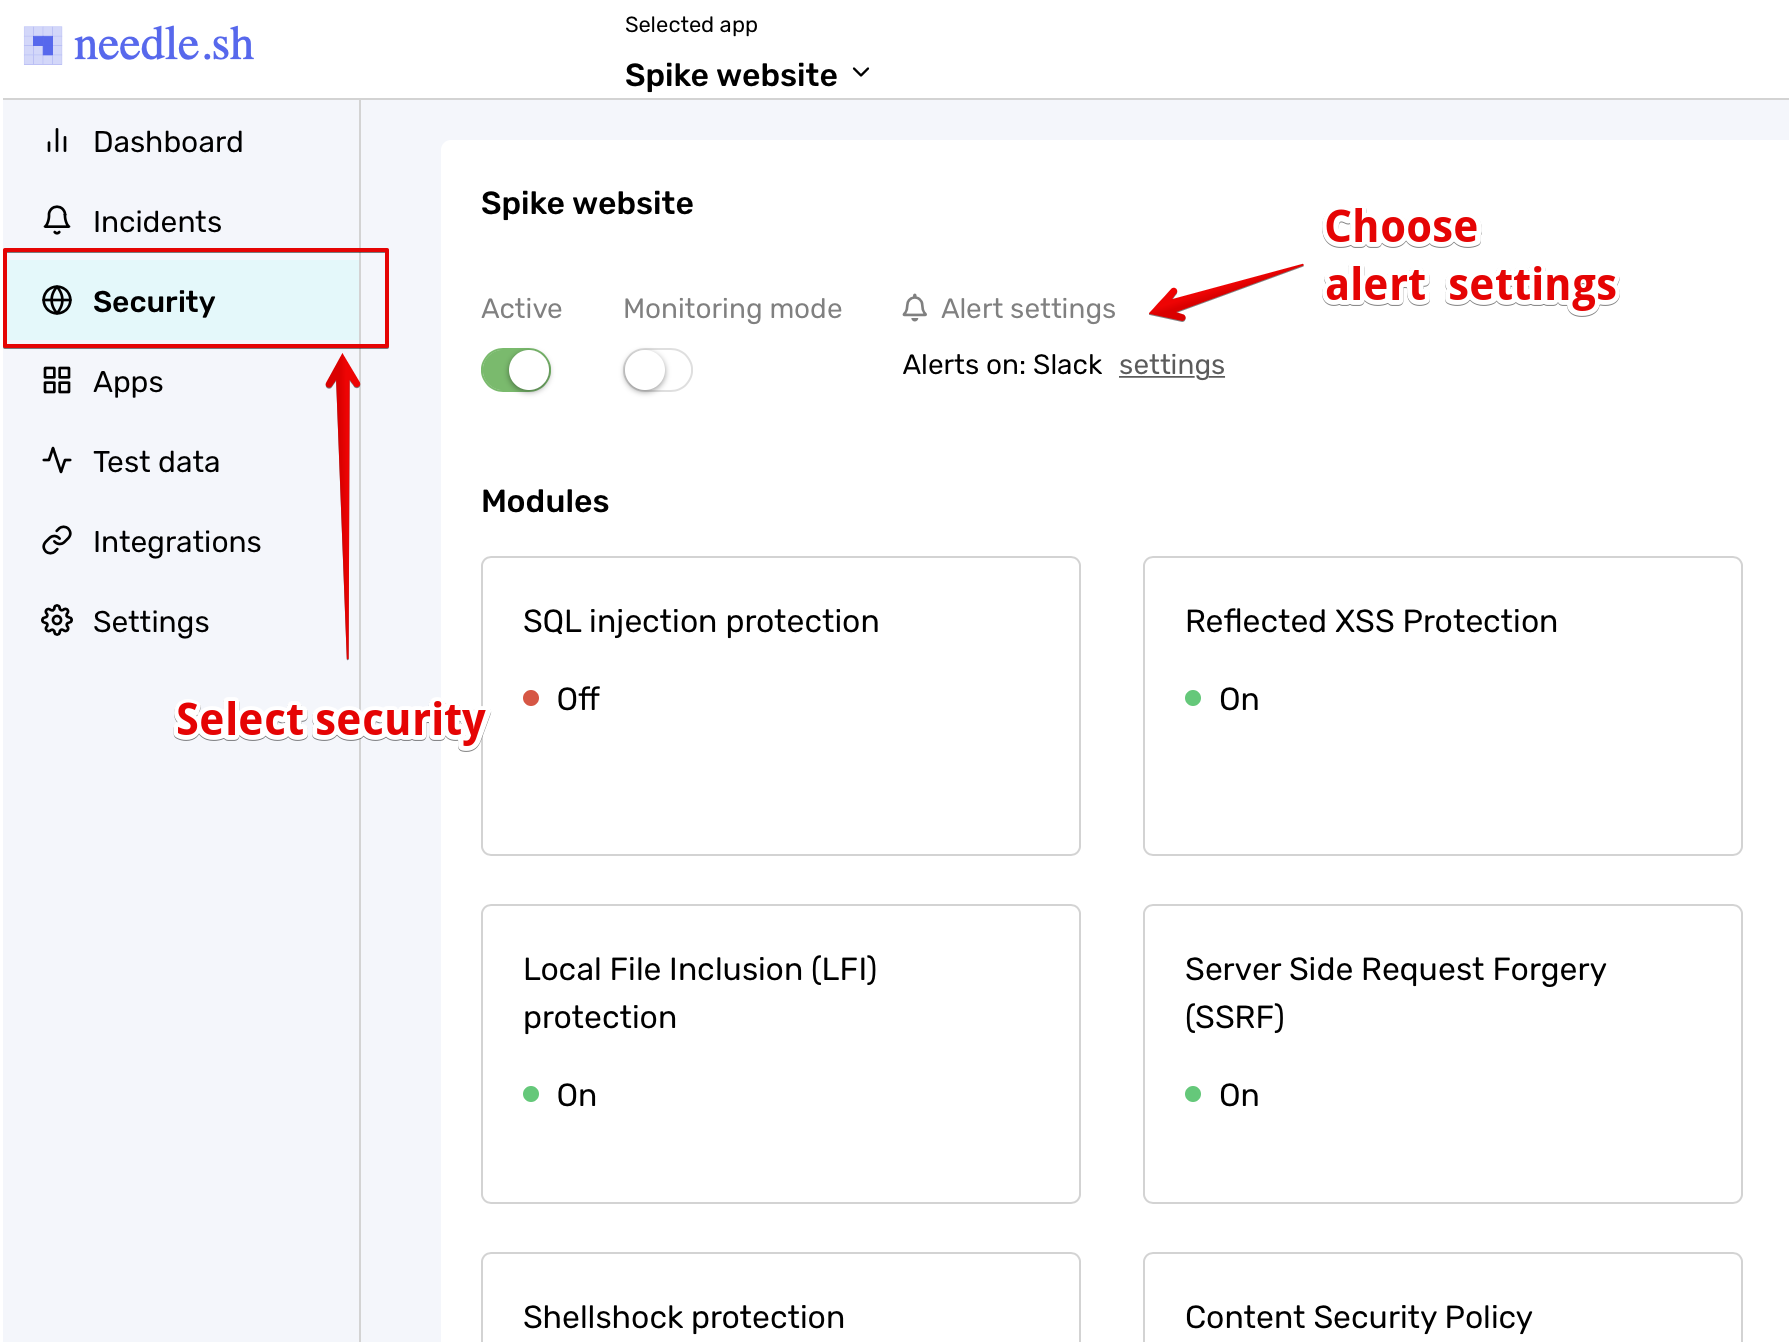 needle.sh
Selected app
Spike website
Dashboard
Incidents
Security
Apps
Test data
Integrations
Settings
Select security
Spike website
Active
Monitoring mode
Alert settings
Alerts on: Slack settings
Choose
alert settings
Modules
SQL injection protection
Off
Reflected XSS Protection
On
Local File Inclusion (LFI)
protection
On
Server Side Request Forgery
(SSRF)
On
Shellshock protection
Content Security Policy